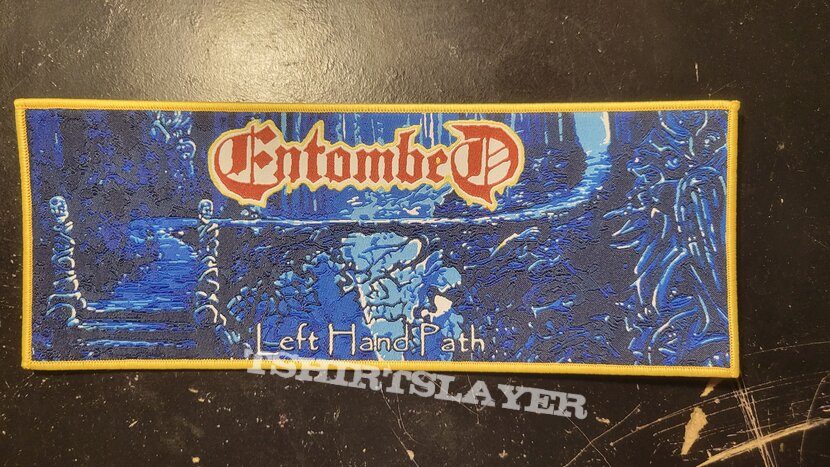 EntombeD
Left Hand Path
TSHIRTSLAYER